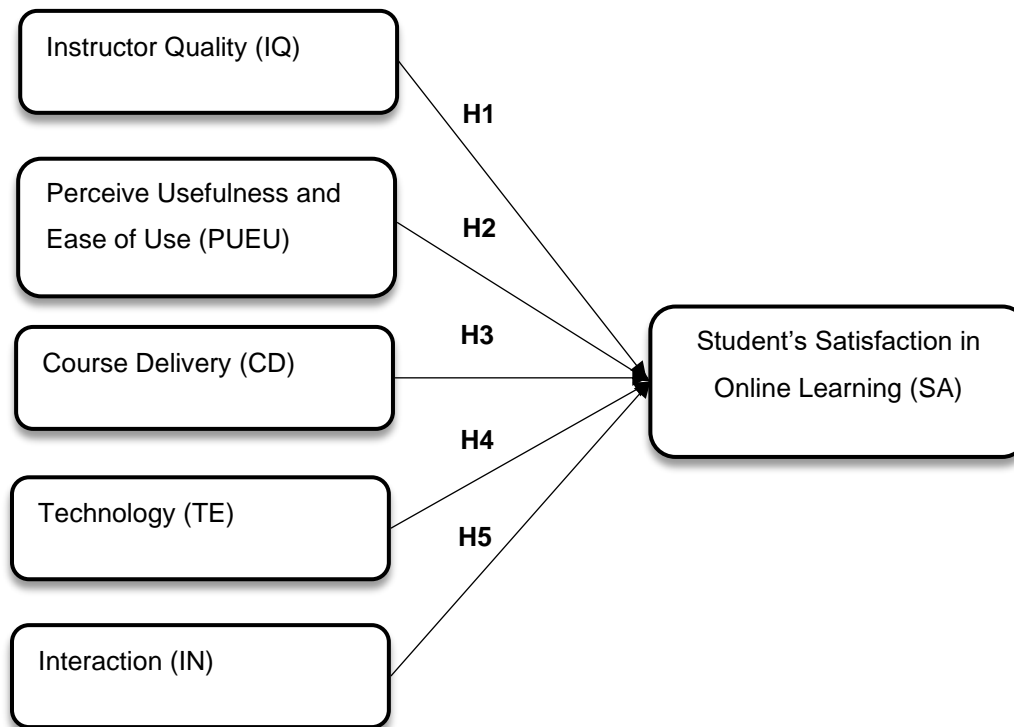 Instructor Quality (IQ)
H1
Perceive Usefulness and
Ease of Use (PUEU)
H2
H3
Course Delivery (CD)
Student’s Satisfaction in
Online Learning (SA)
H4
Technology (TE)
H5
Interaction (IN)